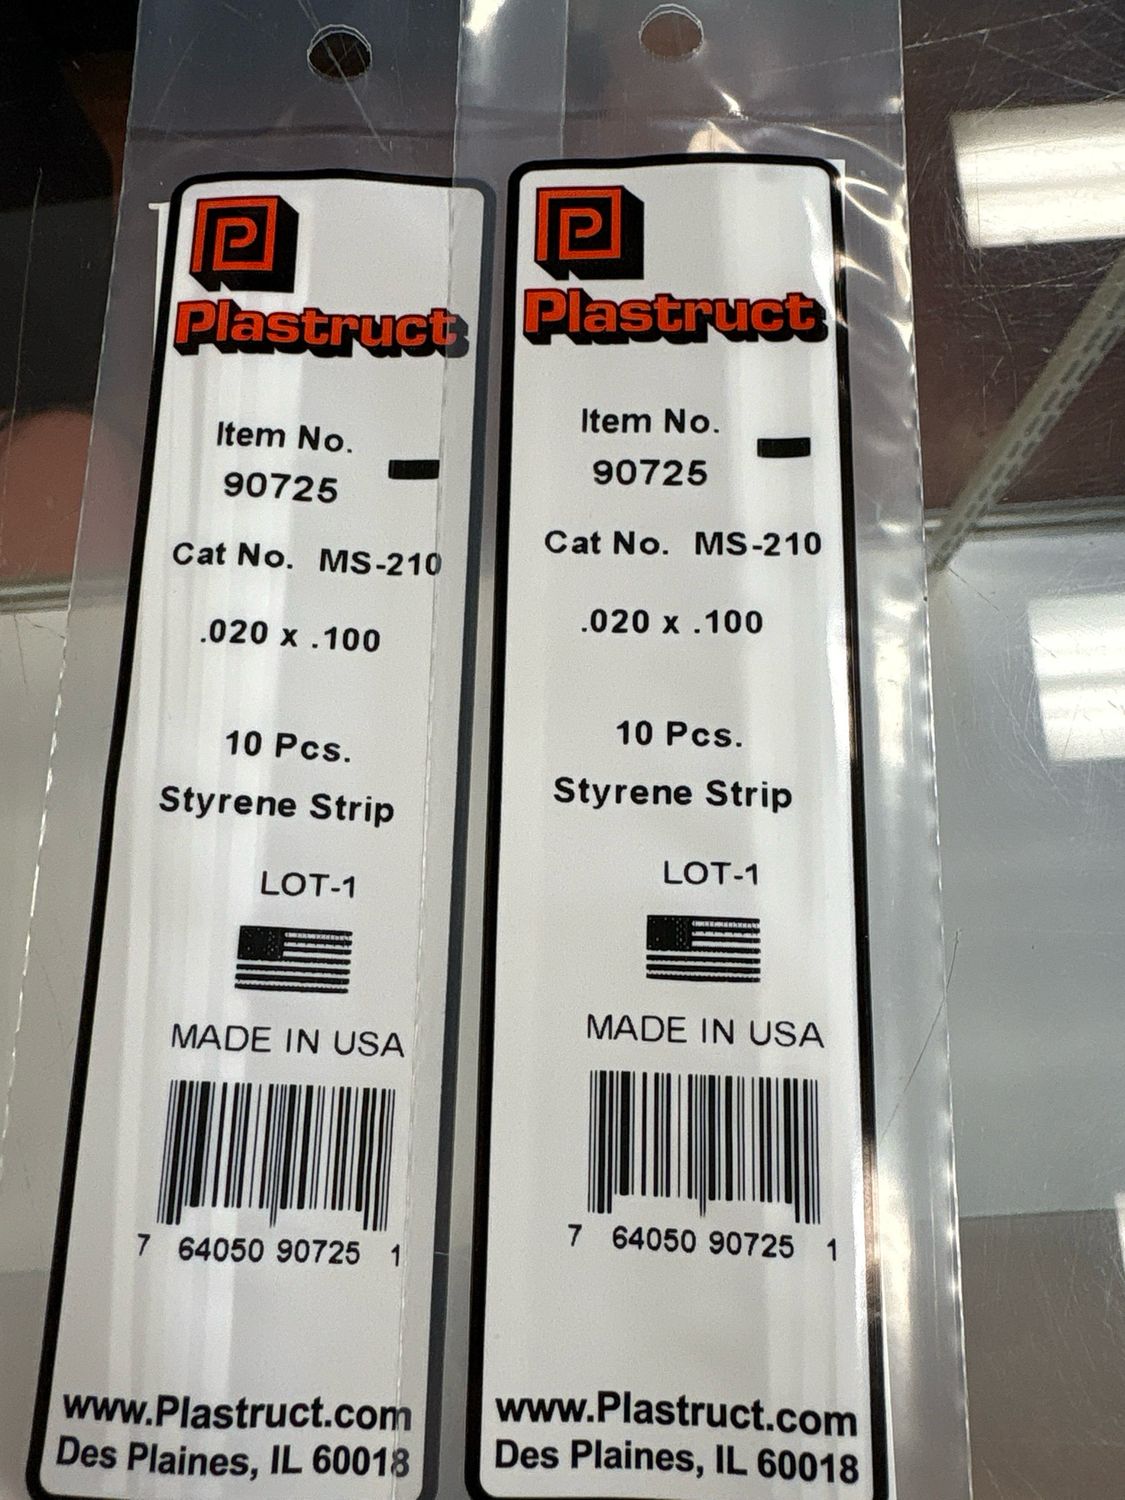 Plastruct
Item No.
90725
Cat No. MS-210
.020 x .100
10 Pcs.
Styrene Strip
LOT-1
MADE IN USA
7 64050 90725 1
www.Plastruct.com
Des Plaines, IL 60018
Plastruct
Item No.
90725
Cat No. MS-210
.020 x .100
10 Pcs.
Styrene Strip
LOT-1
MADE IN USA
7 64050 90725 1
www.Plastruct.com
Des Plaines, IL 60018